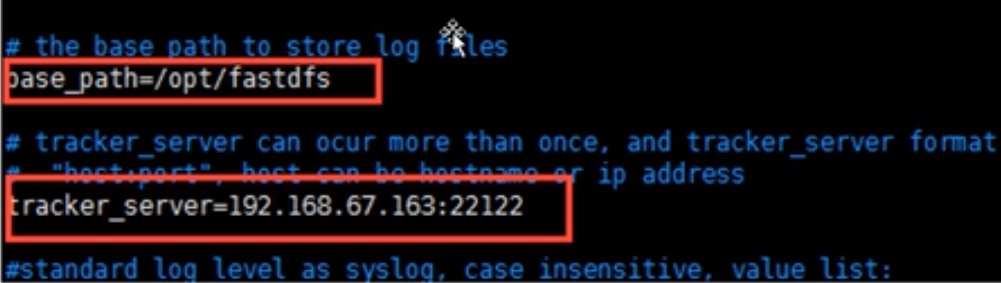 # the base path to store log files
base_path=/opt/fastdfs
# tracker_server can ocur more than once, and tracker_server format
#  "host:port", host can be hostname or ip address
tracker_server=192.168.67.163:22122
#standard log level as syslog, case insensitive, value list: